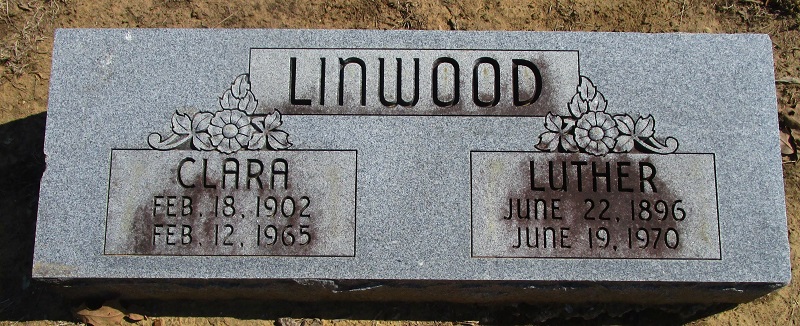 LINWOOD
CLARA
FEB. 18, 1902
FEB. 12, 1965
LUTHER
JUNE 22, 1896
JUNE 19, 1970